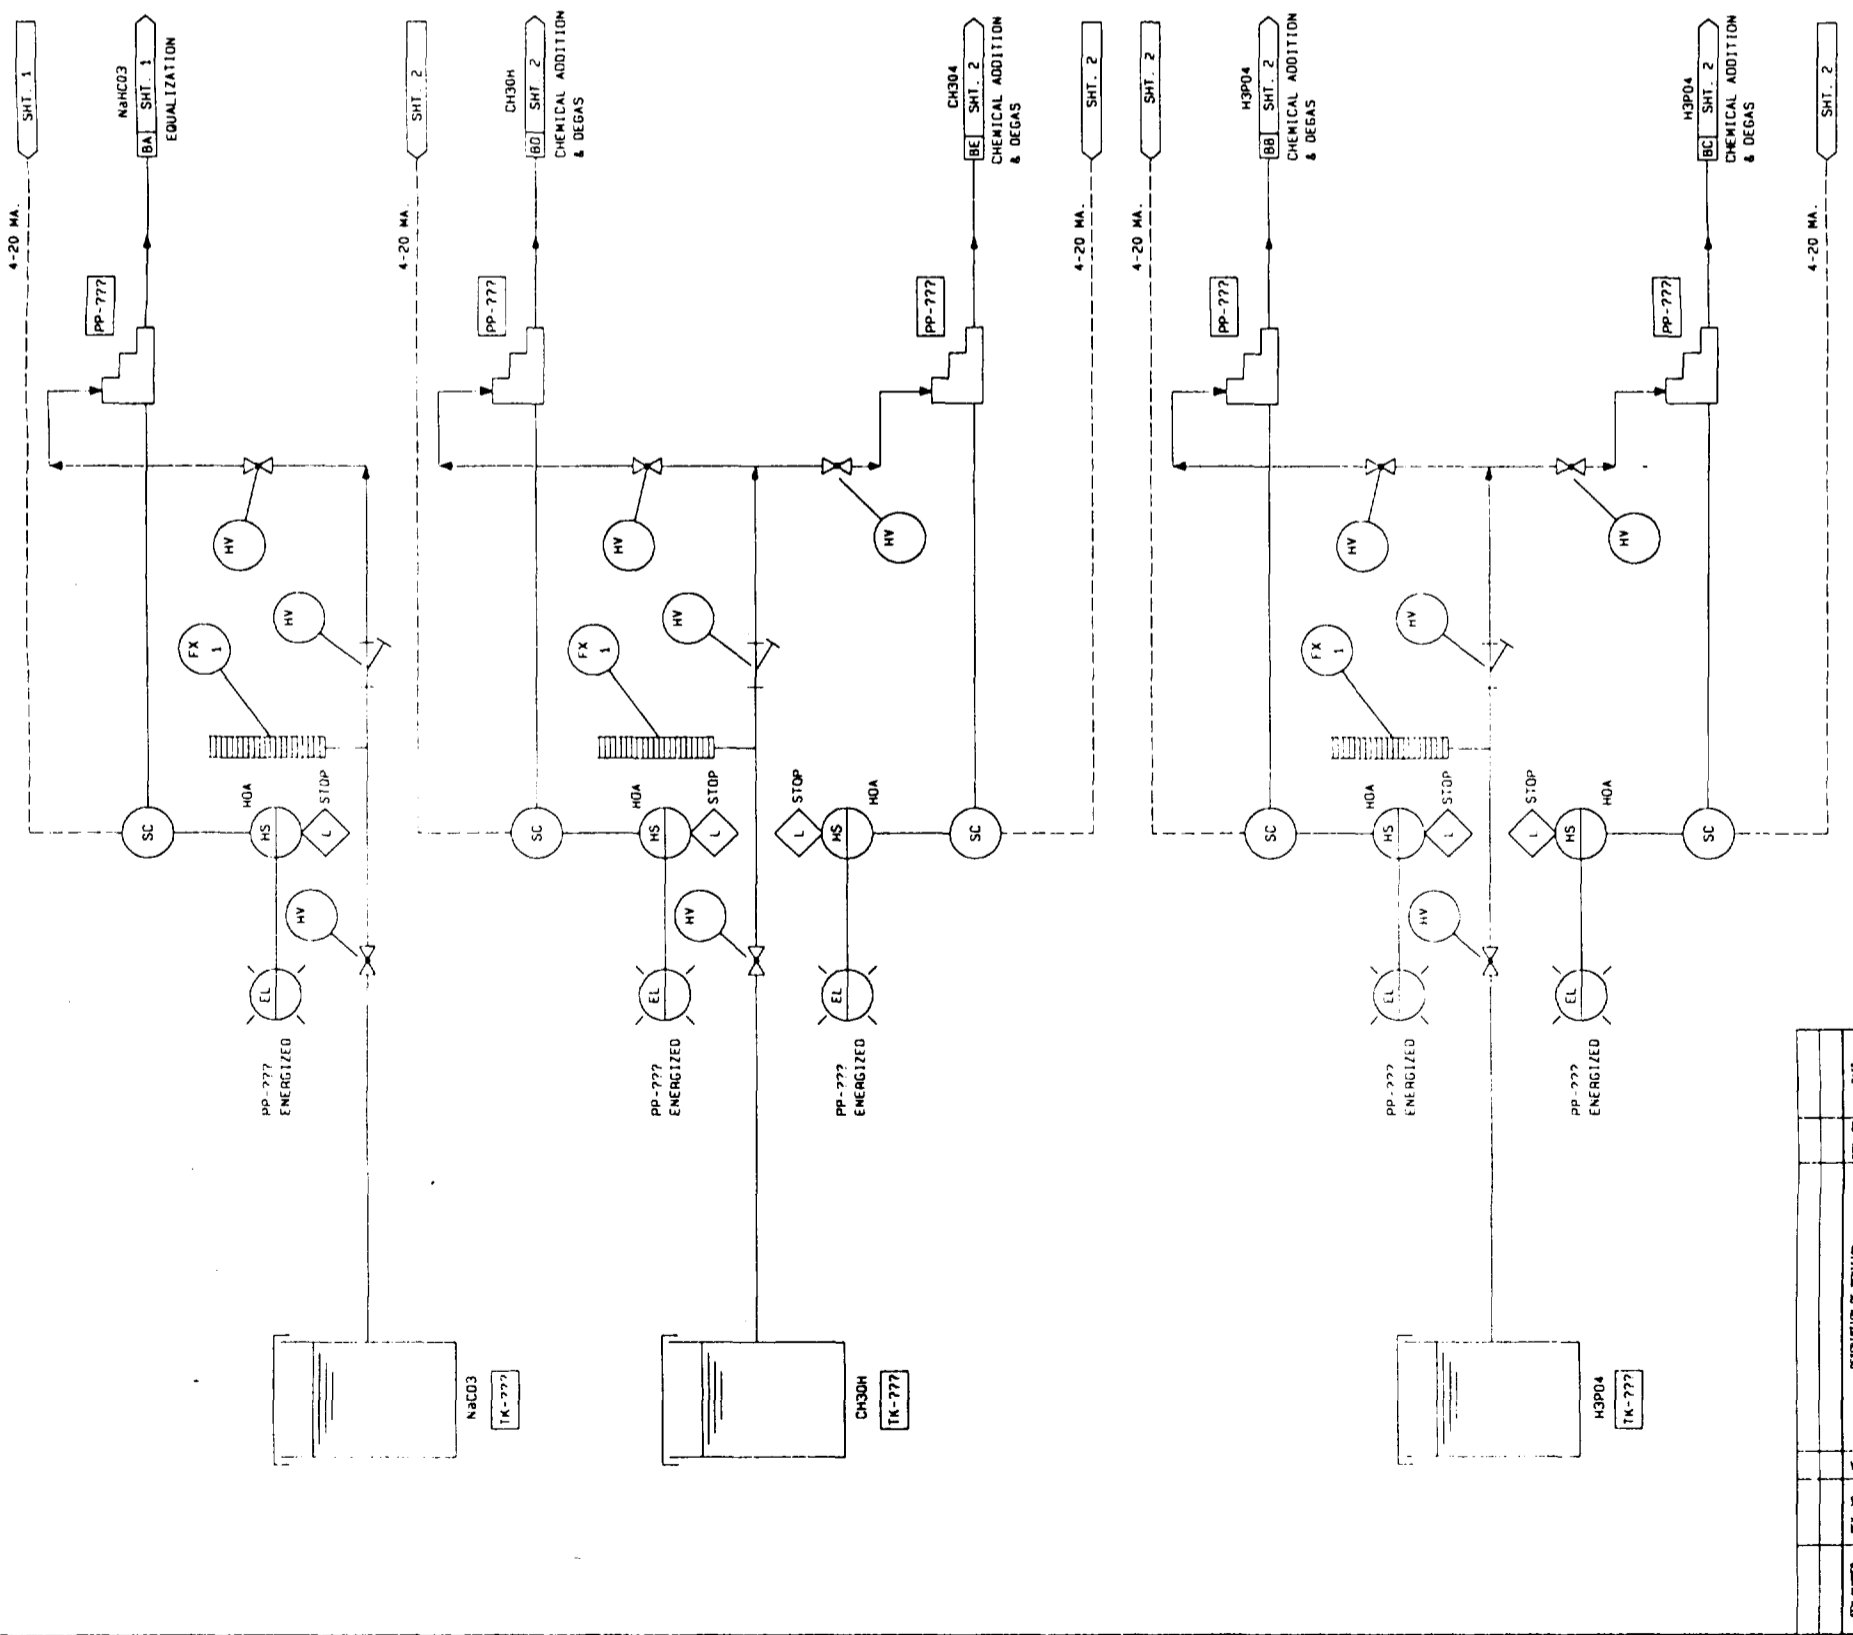 4-20 MA.
SHT. 1
PP-???
NaHCO3
SC
BA SHT. 1
EQUALIZATION
FX
1
HV
HOA
PP-???
ENERGIZED
EL
HS
HV
HV
L
STOP
NaCO3
TK-???
4-20 MA.
SHT. 2
PP-???
CH3OH
SC
BD SHT. 2
CHEMICAL ADDITION
& DEGAS
FX
1
HV
HOA
PP-???
ENERGIZED
EL
HS
HV
HV
L
STOP
CH3OH
TK-???
STOP
L
PP-???
ENERGIZED
EL
HS
HOA
HV
PP-???
CH3O4
SC
BE SHT. 2
CHEMICAL ADDITION
& DEGAS
4-20 MA.
SHT. 2
4-20 MA.
SHT. 2
PP-???
H3PO4
SC
BB SHT. 2
CHEMICAL ADDITION
& DEGAS
FX
1
HV
HOA
PP-???
ENERGIZED
EL
HS
HV
HV
L
STOP
STOP
L
PP-???
ENERGIZED
EL
HS
HOA
HV
H3PO4
TK-???
PP-???
H3PO4
SC
BC SHT. 2
CHEMICAL ADDITION
& DEGAS
4-20 MA.
SHT. 2